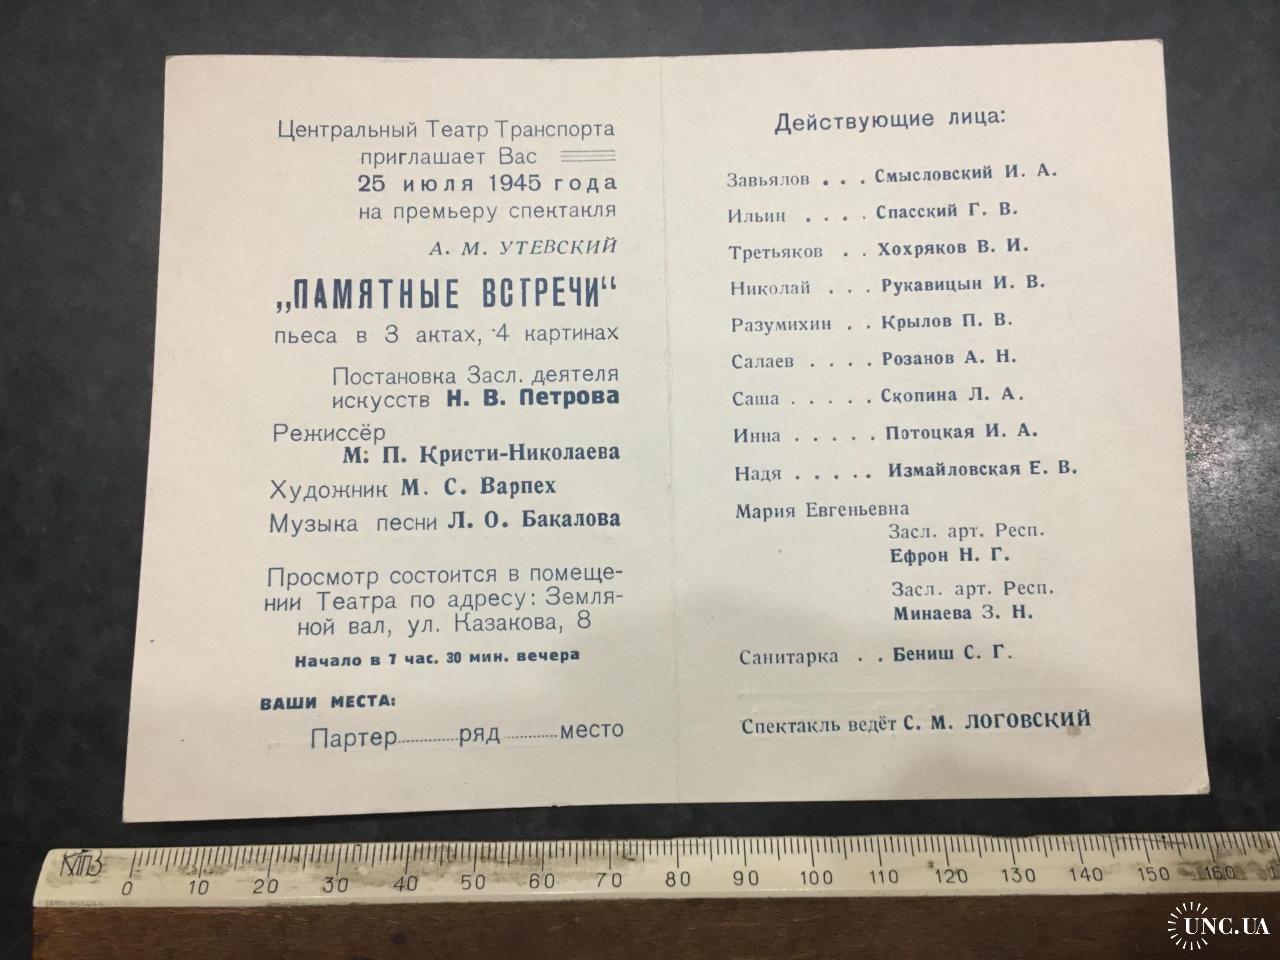 Центральный Театр Транспорта
приглашает Вас
25 июля 1945 года
на премьеру спектакля
А. М. УТЕВСКИЙ
„ПАМЯТНЫЕ ВСТРЕЧИ“
пьеса в 3 актах, 4 картинах
Постановка Засл. деятеля
искусств Н. В. Петрова
Режиссёр
М. П. Кристи-Николаева
Художник М. С. Варпех
Музыка песни Л. О. Бакалова
Просмотр состоится в помеще-
нии Театра по адресу: Земля-
ной вал, ул. Казакова, 8
Начало в 7 час. 30 мин. вечера
ВАШИ МЕСТА:
Партер.............ряд............место
Действующие лица:
Завьялов . . . Смысловский И. А.
Ильин . . . . Спасский Г. В.
Третьяков . . Хохряков В. И.
Николай . . . Рукавицын И. В.
Разумихин . . Крылов П. В.
Салаев . . . . Розанов А. Н.
Саша . . . . . Скопина Л. А.
Инна . . . . . Потоцкая И. А.
Надя . . . . . Измайловская Е. В.
Мария Евгеньевна
Засл. арт. Респ.
Ефрон Н. Г.
Засл. арт. Респ.
Минаева З. Н.
Санитарка . . Бениш С. Г.
Спектакль ведёт С. М. ЛОГОВСКИЙ
0 10 20 30 40 50 60 70 80 90 100 110 120 130 140 150 160
UNC.UA